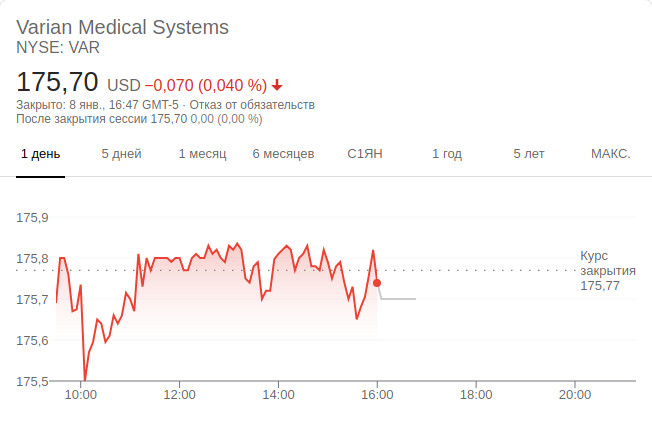 Varian Medical Systems
NYSE: VAR
175,70 USD −0,070 (0,040 %)
Закрыто: 8 янв., 16:47 GMT-5 · Отказ от обязательств
После закрытия сессии 175,70 0,00 (0,00 %)
1 день 5 дней 1 месяц 6 месяцев С1ЯН 1 год 5 лет МАКС.
175,9
175,8
Курс
закрытия
175,77
175,7
175,6
175,5
10:00 12:00 14:00 16:00 18:00 20:00